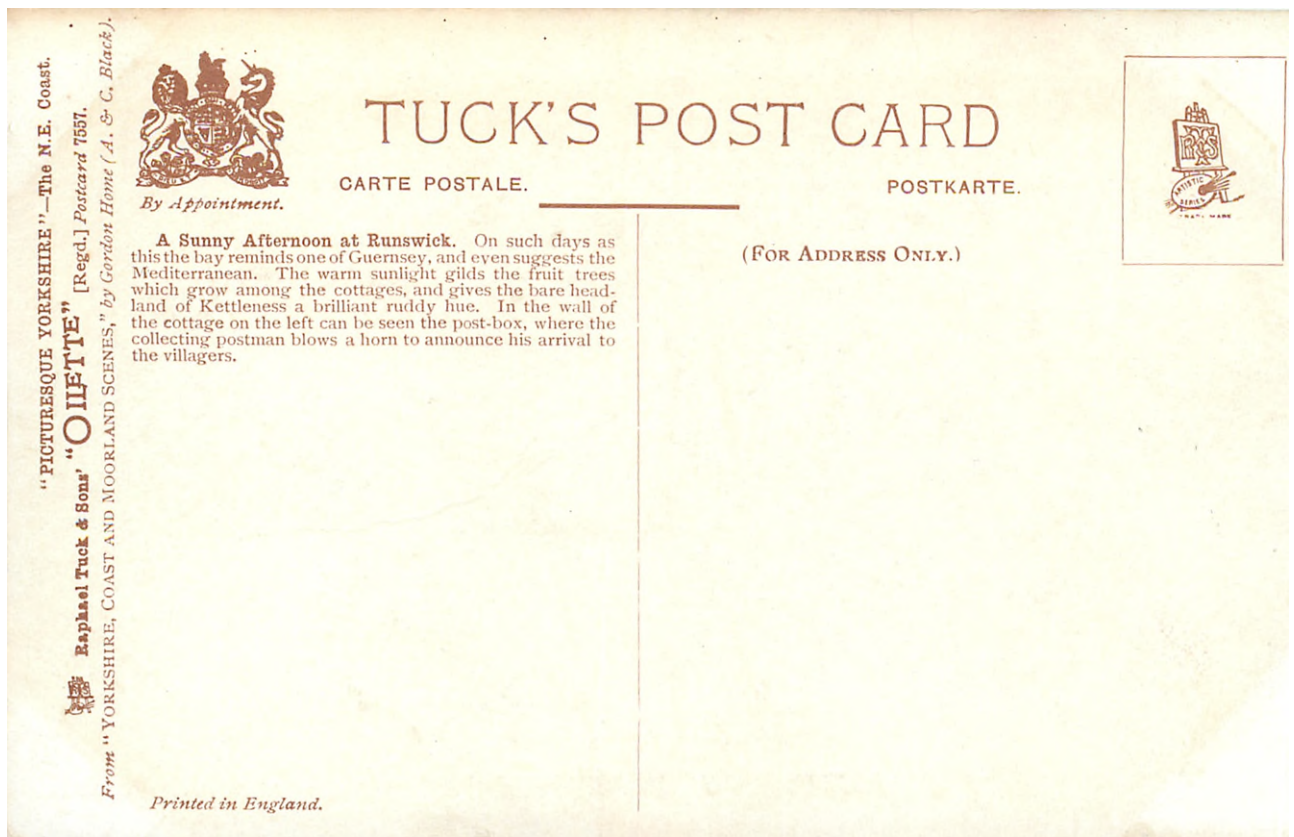 "PICTURESQUE YORKSHIRE"—The N.E. Coast.
Raphael Tuck & Sons' "OILETTE" [Regd.] Postcard 7557.
From "YORKSHIRE, COAST AND MOORLAND SCENES," by Gordon Home (A. & C. Black).
By Appointment.
TUCK'S POST CARD
CARTE POSTALE.
POSTKARTE.
A Sunny Afternoon at Runswick. On such days as
this the bay reminds one of Guernsey, and even suggests the
Mediterranean. The warm sunlight gilds the fruit trees
which grow among the cottages, and gives the bare head-
land of Kettleness a brilliant ruddy hue. In the wall of
the cottage on the left can be seen the post-box, where the
collecting postman blows a horn to announce his arrival to
the villagers.
(FOR ADDRESS ONLY.)
ARTISTIC
SERIES
TRADE MARK
Printed in England.